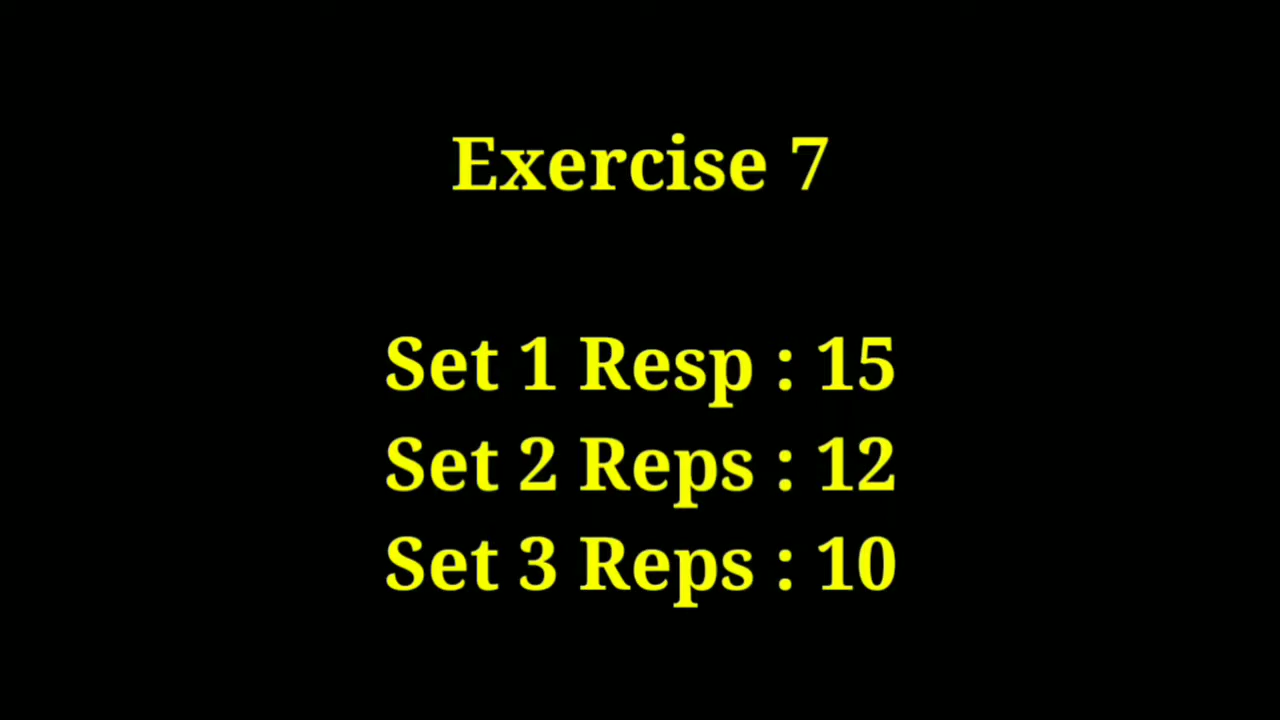 Exercise 7
Set 1 Resp : 15
Set 2 Reps : 12
Set 3 Reps : 10